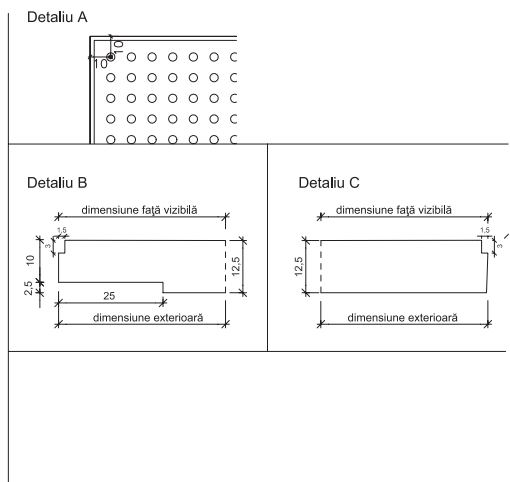 Detaliu A
10
10
Detaliu B
dimensiune față vizibilă
1,5
3
10
2,5
25
12,5
dimensiune exterioară
Detaliu C
dimensiune față vizibilă
1,5
3
12,5
dimensiune exterioară